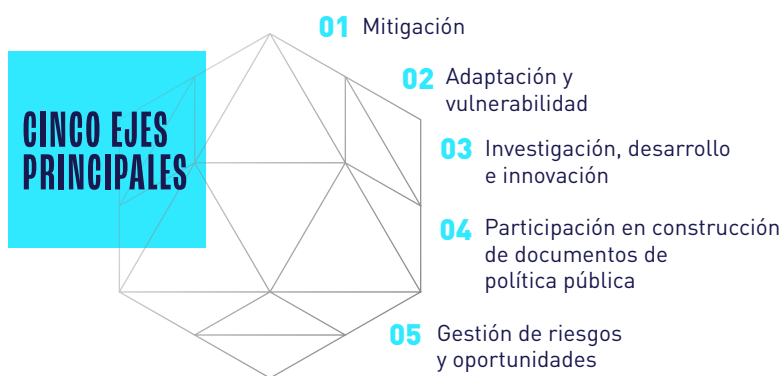 CINCO EJES
PRINCIPALES
01 Mitigación
02 Adaptación y
vulnerabilidad
03 Investigación, desarrollo
e innovación
04 Participación en construcción
de documentos de
política pública
05 Gestión de riesgos
y oportunidades